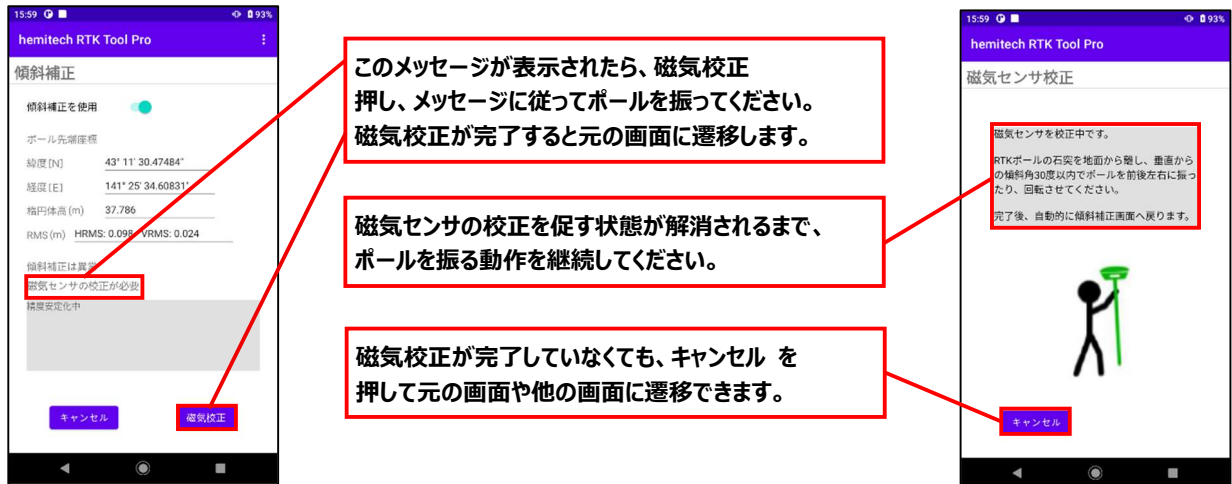 15:59
93%
hemitech RTK Tool Pro
傾斜補正
傾斜補正を使用
ポール先端座標
緯度[N] 43° 11' 30.47484"
経度[E] 141° 25' 34.60831"
楕円体高(m) 37.786
RMS(m) HRMS: 0.098 VRMS: 0.024
傾斜補正は異常
磁気センサの校正が必要
精度安定化中
キャンセル
磁気校正
このメッセージが表示されたら、磁気校正
押し、メッセージに従ってポールを振ってください。
磁気校正が完了すると元の画面に遷移します。
磁気センサの校正を促す状態が解消されるまで、
ポールを振る動作を継続してください。
磁気校正が完了していなくても、キャンセル を
押して元の画面や他の画面に遷移できます。
15:59
93%
hemitech RTK Tool Pro
磁気センサ校正
磁気センサを校正中です。
RTKポールの石突を地面から離し、垂直から
の傾斜角30度以内でポールを前後左右に振っ
たり、回転させてください。
完了後、自動的に傾斜補正画面へ戻ります。
キャンセル